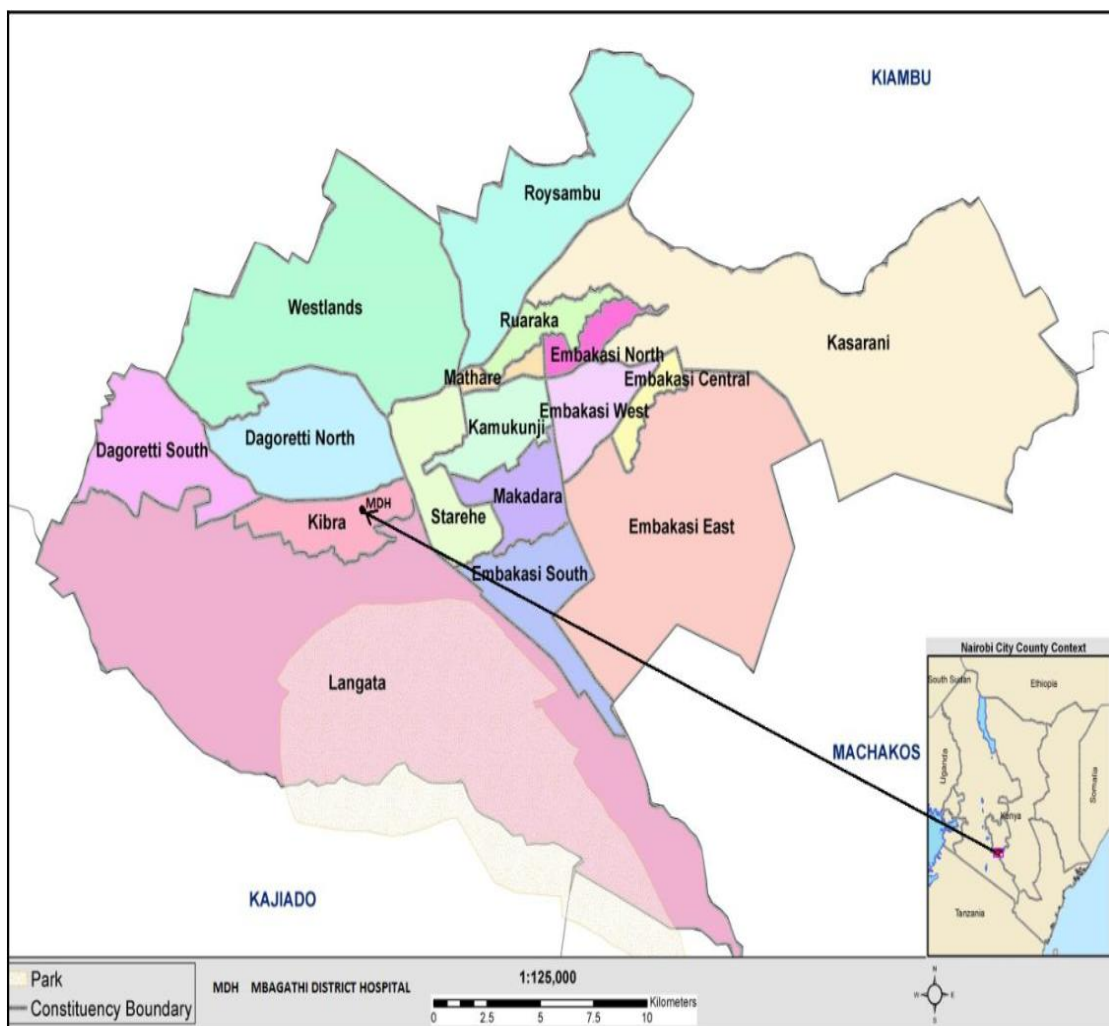 KIAMBU
Roysambu
Westlands
Ruaraka
Kasarani
Embakasi North
Mathare
Embakasi Central
Embakasi West
Kamukunji
Dagoretti North
Dagoretti South
MDH
Makadara
Kibra
Starehe
Embakasi East
Embakasi South
Langata
MACHAKOS
KAJIADO
Nairobi City County Context
South Sudan
Ethiopia
Uganda
Kenya
Somalia
Tanzania
Park
Constituency Boundary
MDH MBAGATHI DISTRICT HOSPITAL
1:125,000
Kilometers
0 2.5 5 7.5 10
N
W E
S